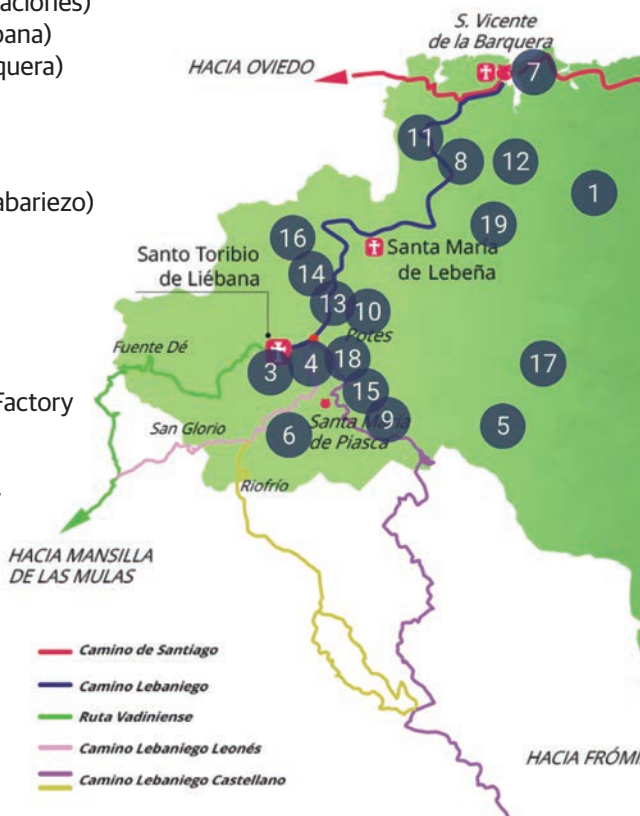 aciones)
bana)
quera)
abariezo)
Factory
S. Vicente
de la Barquera
HACIA OVIEDO
7
11
8
12
1
19
16
Santa María
de Lebeña
Santo Toribio
de Liébana
14
13
10
Potes
Fuente Dé
3
4
18
17
15
9
5
San Glorio
6
Santa María
de Piasca
Riofrío
HACIA MANSILLA
DE LAS MULAS
Camino de Santiago
Camino Lebaniego
Ruta Vadiniense
Camino Lebaniego Leonés
Camino Lebaniego Castellano
HACIA FRÓMI